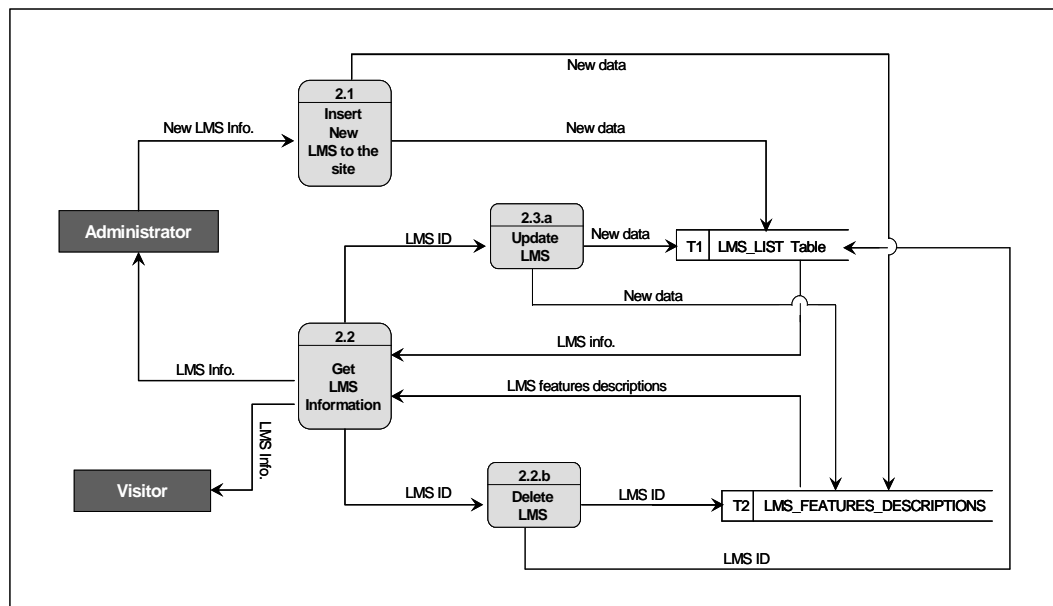 New data
2.1
Insert
New
LMS to the
site
New LMS Info.
New data
Administrator
2.3.a
Update
LMS
LMS ID
New data
T1 LMS_LIST Table
New data
2.2
Get
LMS
Information
LMS info.
LMS Info.
LMS features descriptions
LMS Info.
Visitor
2.2.b
Delete
LMS
LMS ID
LMS ID
T2 LMS_FEATURES_DESCRIPTIONS
LMS ID